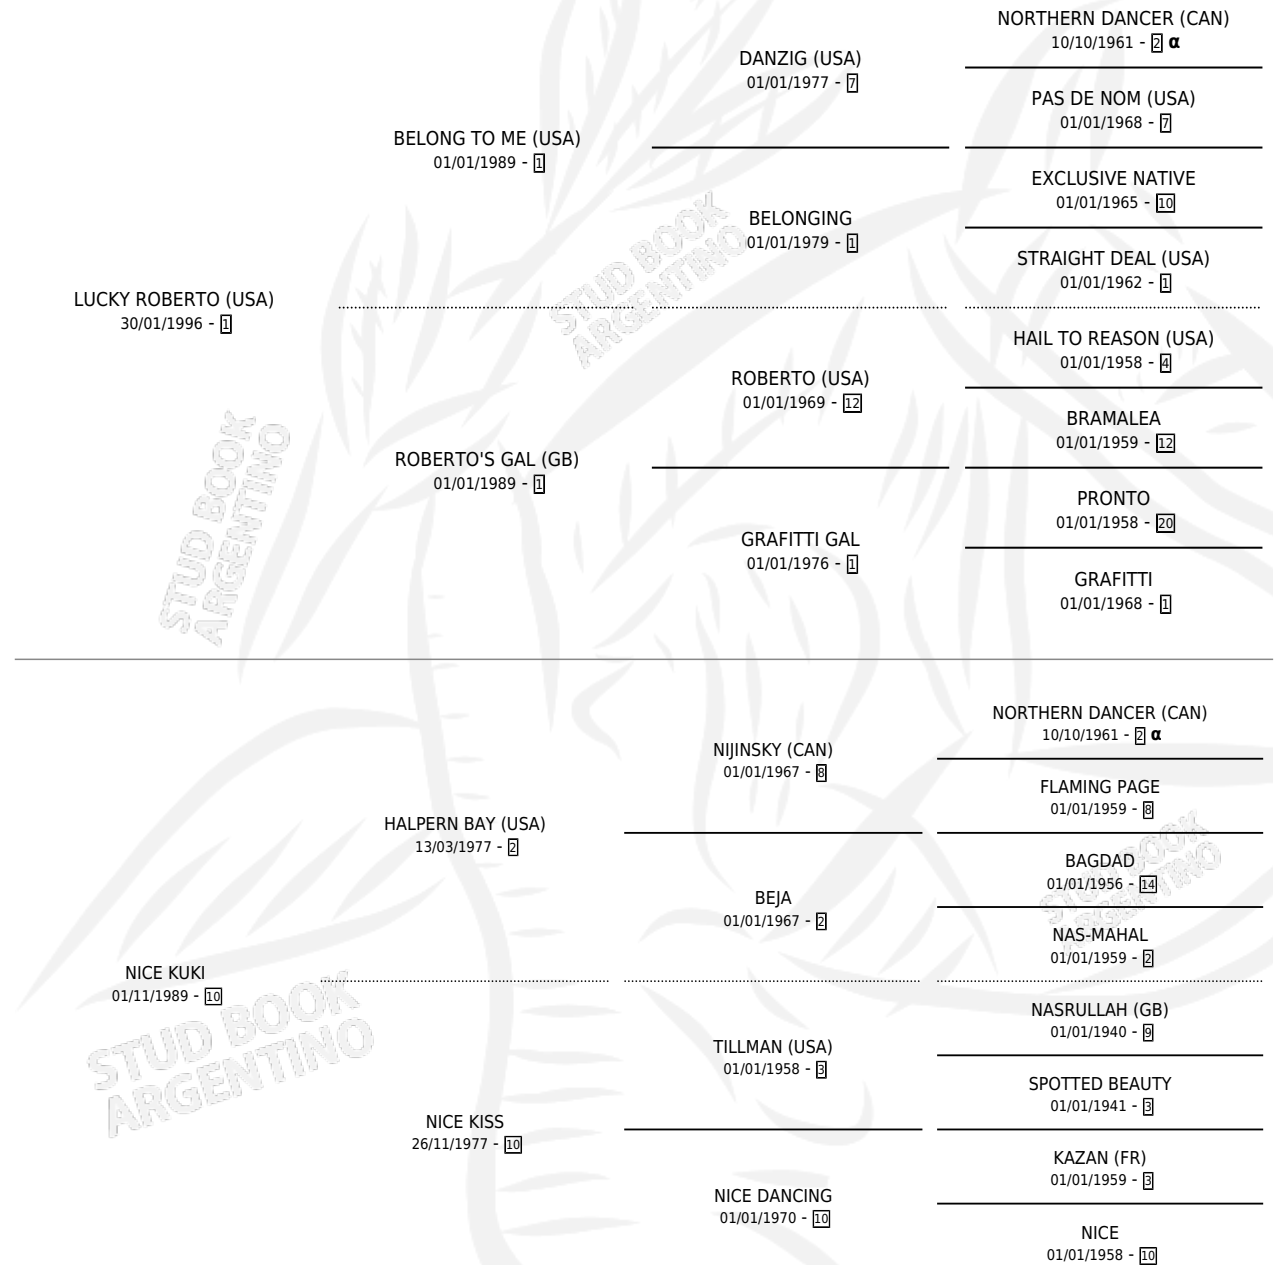 NORTHERN DANCER (CAN)
10/10/1961 - 2 α
DANZIG (USA)
01/01/1977 - 7
PAS DE NOM (USA)
01/01/1968 - 7
BELONG TO ME (USA)
01/01/1989 - 1
EXCLUSIVE NATIVE
01/01/1965 - 10
BELONGING
01/01/1979 - 1
STRAIGHT DEAL (USA)
01/01/1962 - 1
LUCKY ROBERTO (USA)
30/01/1996 - 1
HAIL TO REASON (USA)
01/01/1958 - 4
ROBERTO (USA)
01/01/1969 - 12
BRAMALEA
01/01/1959 - 12
ROBERTO'S GAL (GB)
01/01/1989 - 1
PRONTO
01/01/1958 - 20
GRAFITTI GAL
01/01/1976 - 1
GRAFITTI
01/01/1968 - 1
NORTHERN DANCER (CAN)
10/10/1961 - 2 α
NIJINSKY (CAN)
01/01/1967 - 8
FLAMING PAGE
01/01/1959 - 8
HALPERN BAY (USA)
13/03/1977 - 2
BAGDAD
01/01/1956 - 14
BEJA
01/01/1967 - 2
NAS-MAHAL
01/01/1959 - 2
NICE KUKI
01/11/1989 - 10
NASRULLAH (GB)
01/01/1940 - 9
TILLMAN (USA)
01/01/1958 - 3
SPOTTED BEAUTY
01/01/1941 - 3
NICE KISS
26/11/1977 - 10
KAZAN (FR)
01/01/1959 - 3
NICE DANCING
01/01/1970 - 10
NICE
01/01/1958 - 10
STUD BOOK
ARGENTINO
STUD BOOK
ARGENTINO
STUD BOOK
ARGENTINO
STUD BOOK
ARGENTINO